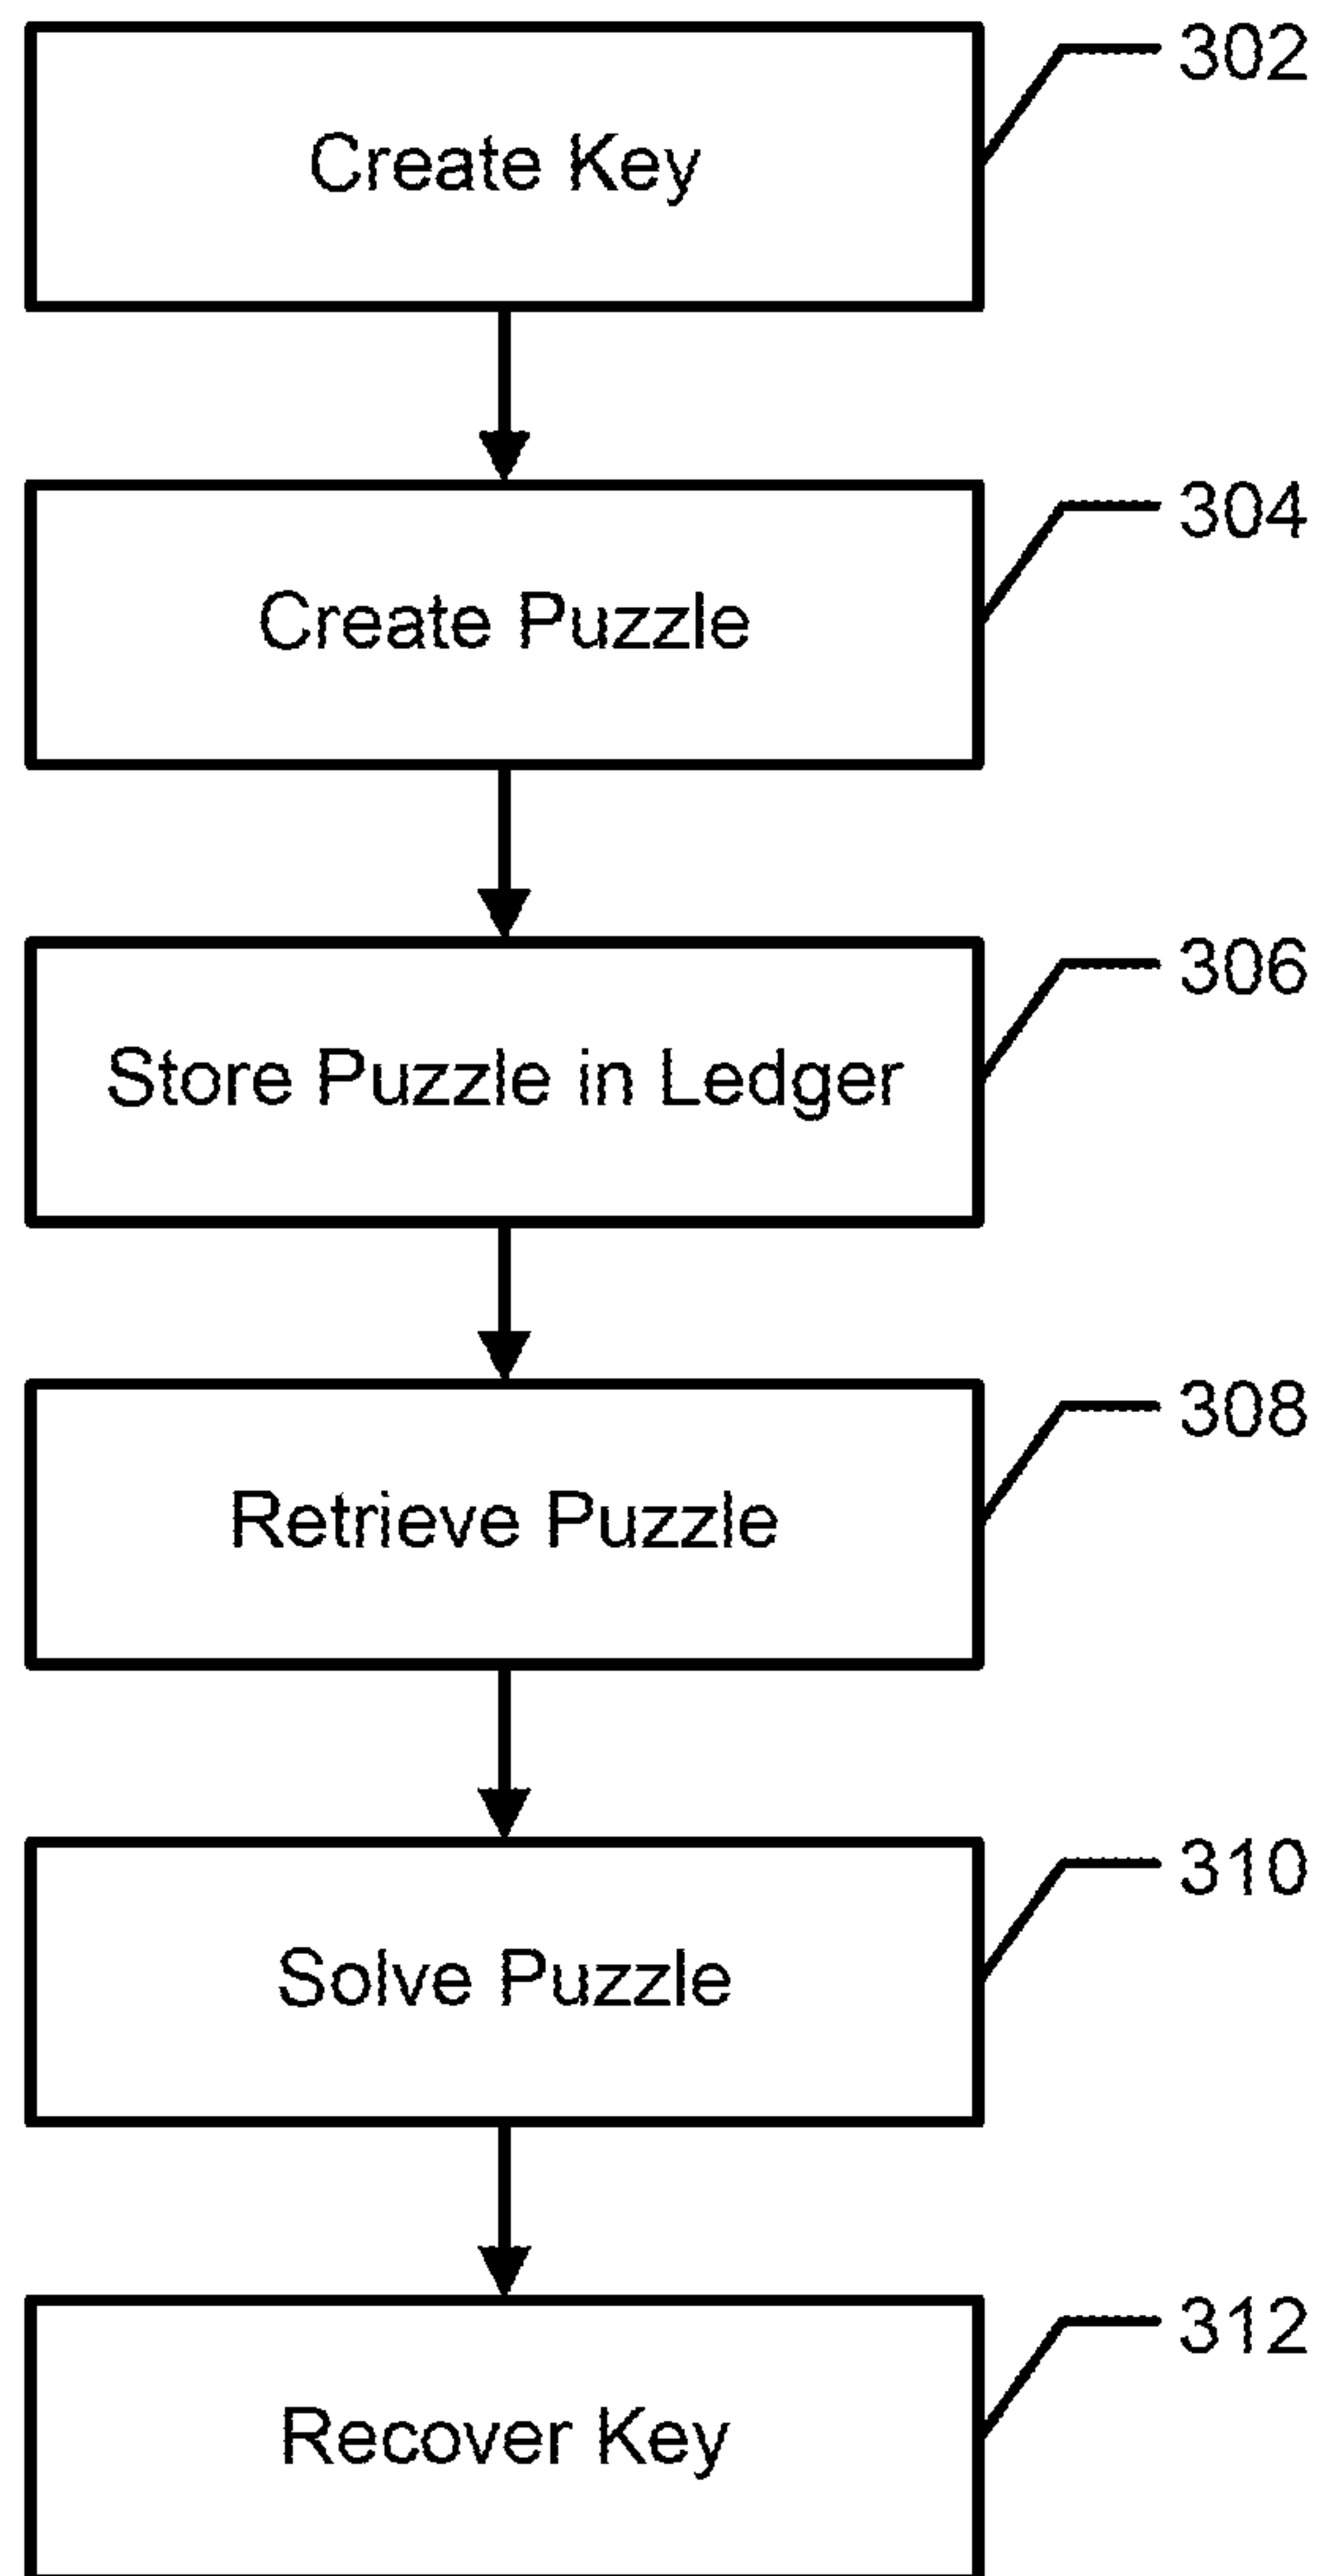 302
Create Key
304
Create Puzzle
306
Store Puzzle in Ledger
308
Retrieve Puzzle
310
Solve Puzzle
312
Recover Key